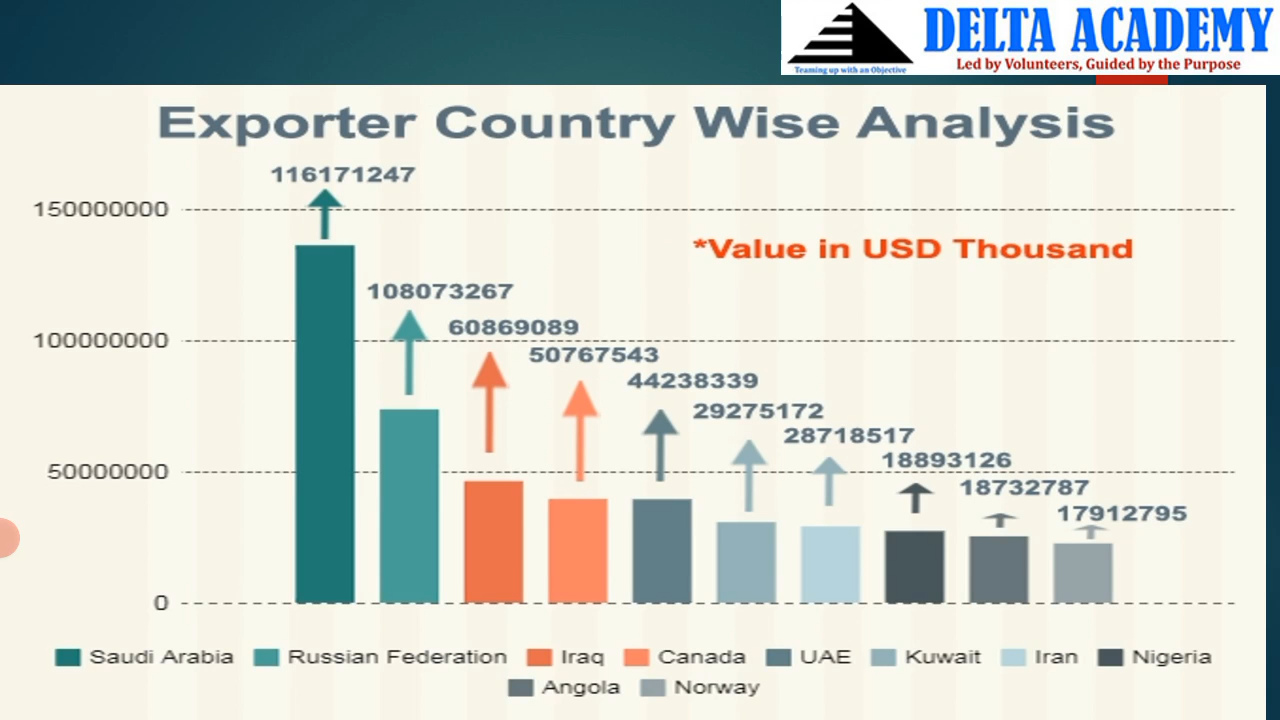 DELTA ACADEMY
Led by Volunteers, Guided by the Purpose
Teaming up with an Objective
Exporter Country Wise Analysis
116171247
150000000
*Value in USD Thousand
108073267
60869089
100000000
50767543
44238339
29275172
28718517
18893126
50000000
18732787
17912795
0
Saudi Arabia Russian Federation Iraq Canada UAE Kuwait Iran Nigeria
Angola Norway